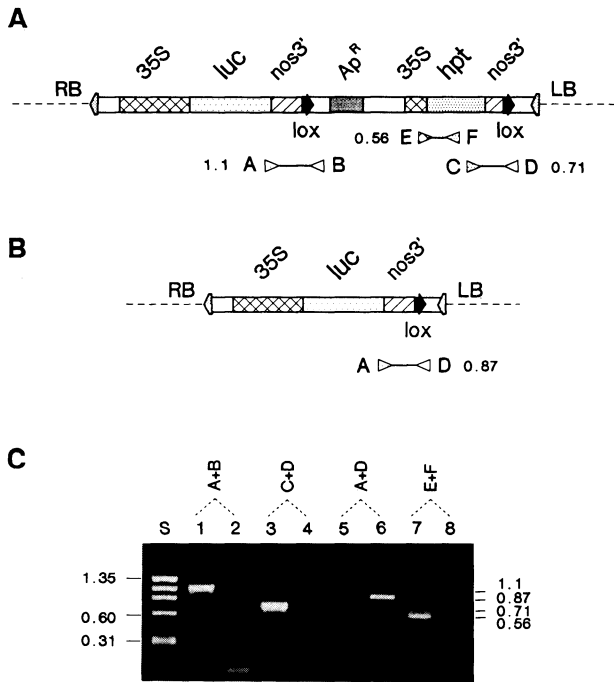 A
35S luc nos3' ApR 35S hpt nos3'
RB LB
lox lox
0.56 E F
1.1 A B C D 0.71
B
35S luc nos3'
RB LB
lox
A D 0.87
C
A+B C+D A+D E+F
S 1 2 3 4 5 6 7 8
1.35
0.60
0.31
1.1
0.87
0.71
0.56